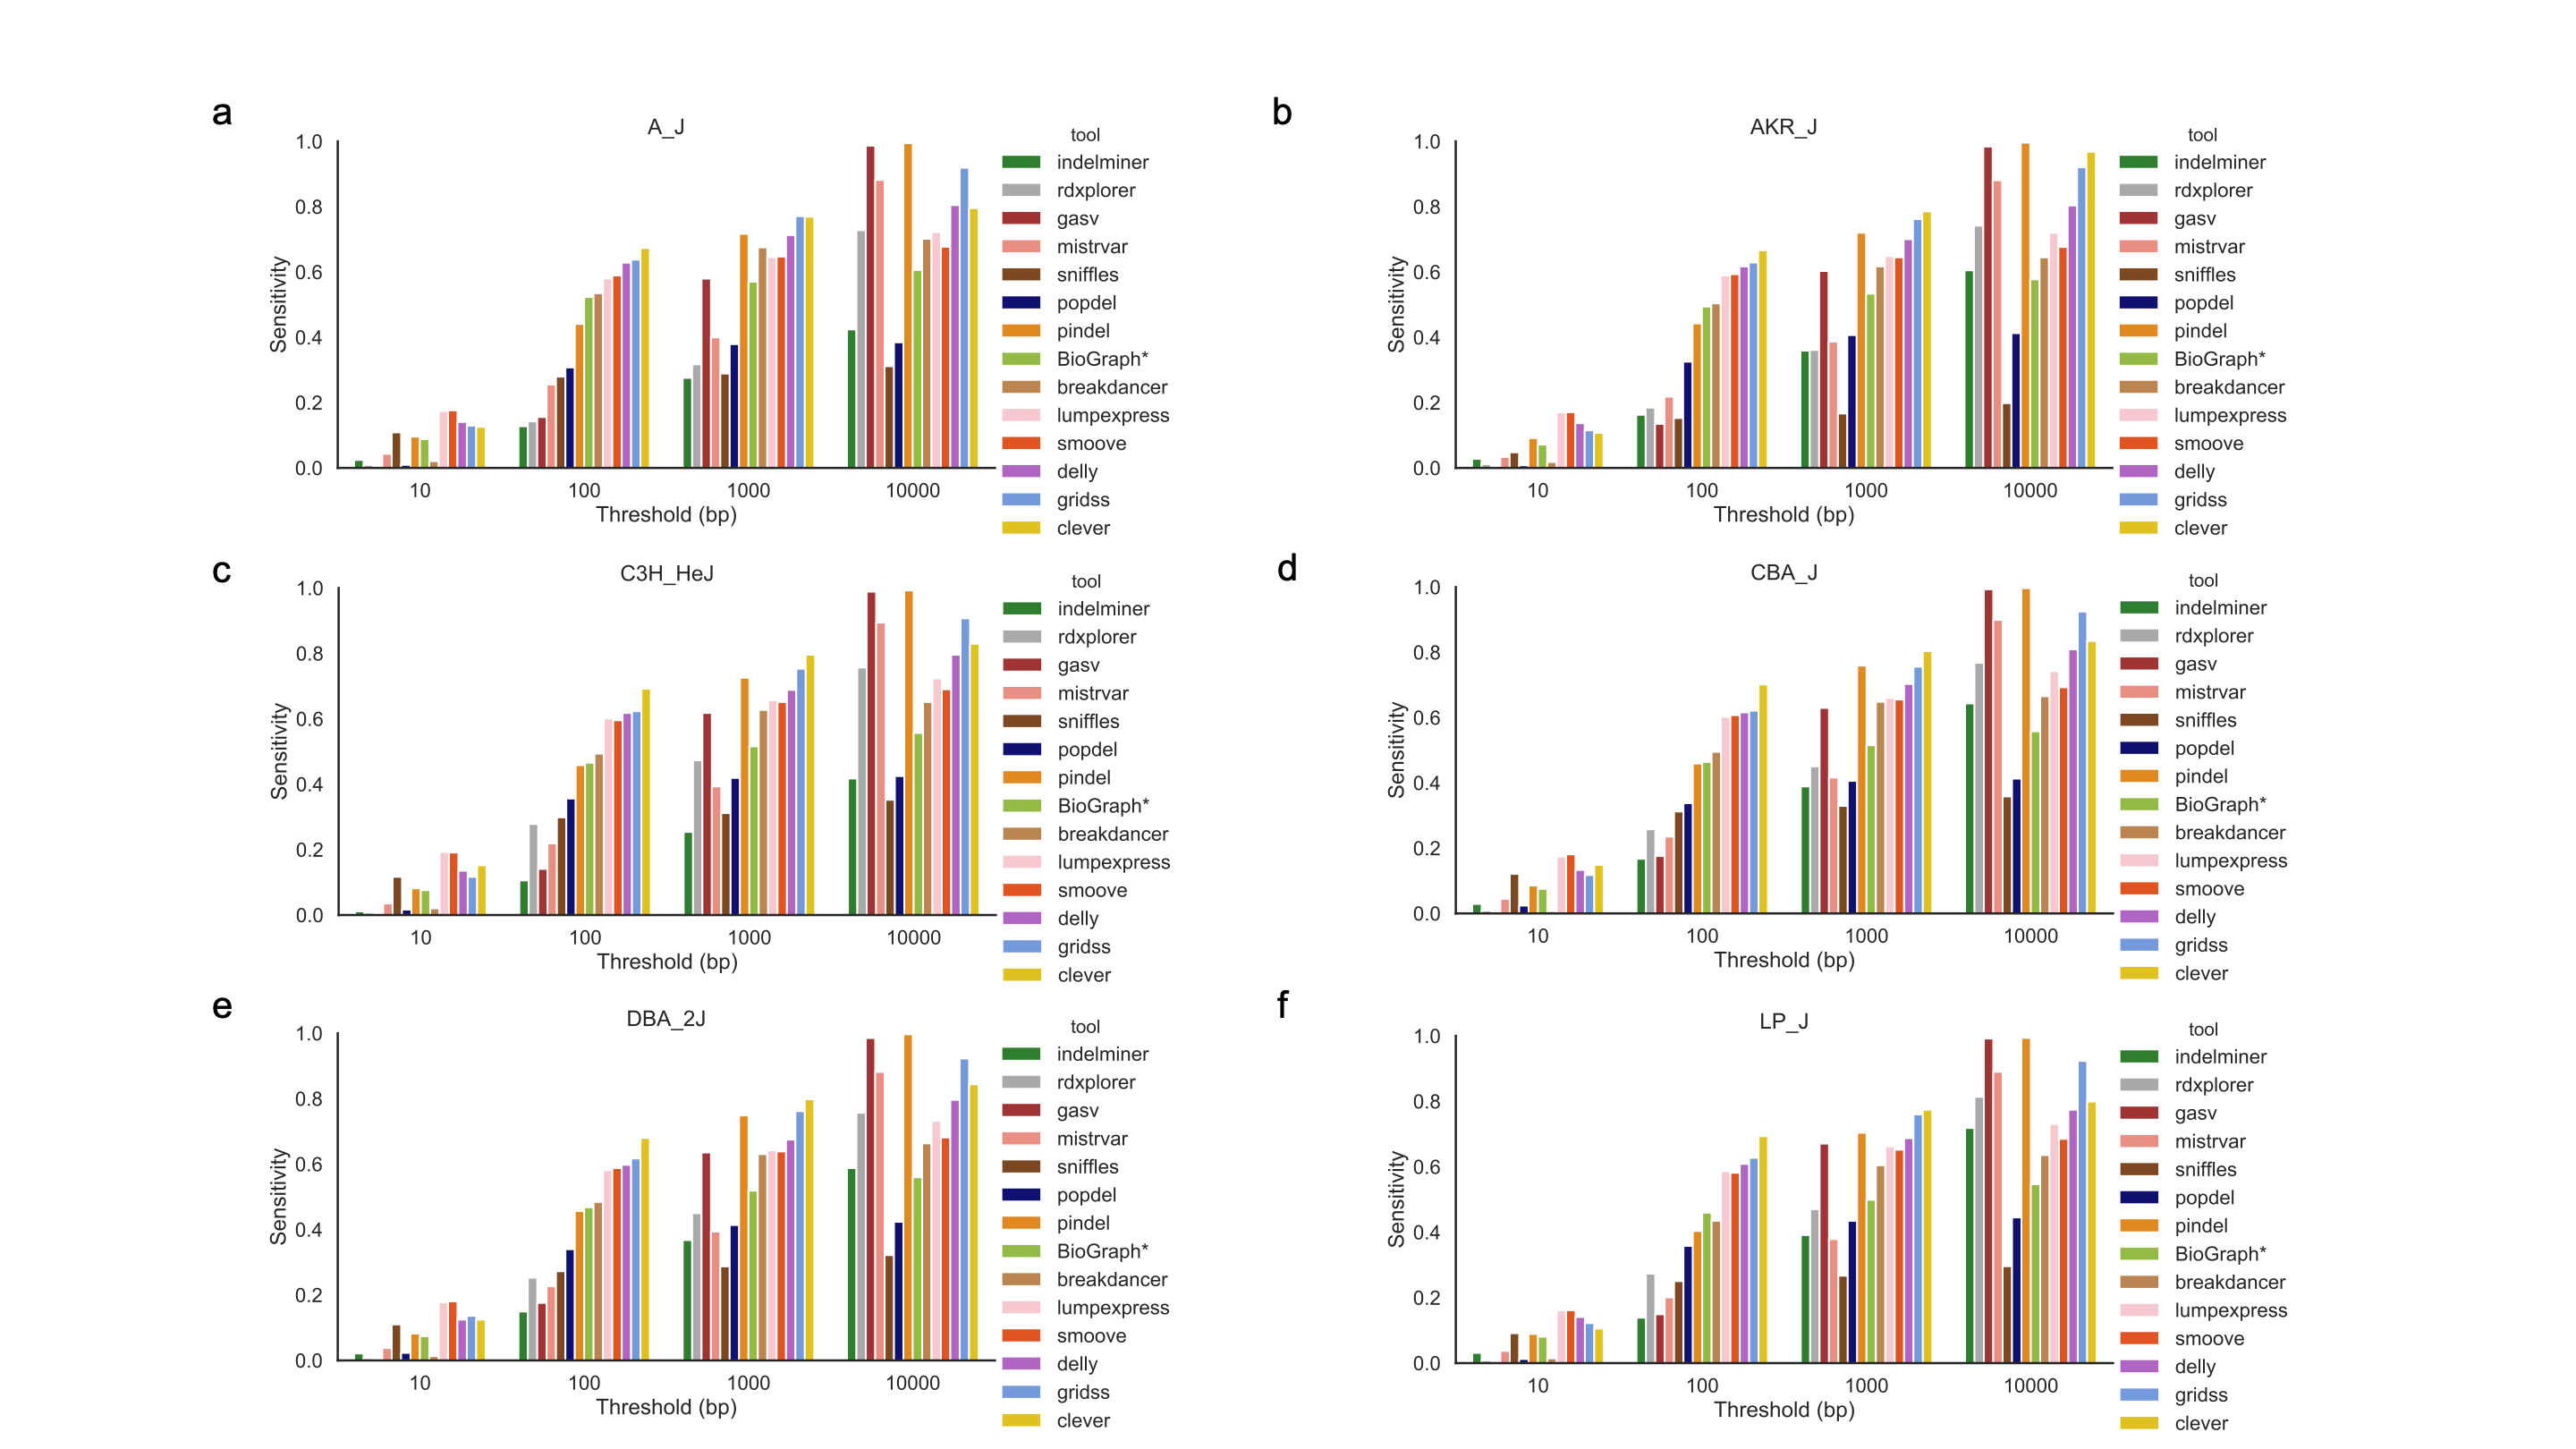 a
A_J
Sensitivity
1.0
0.8
0.6
0.4
0.2
0.0
10 100 1000 10000
Threshold (bp)
tool
indelminer
rdxplorer
gasv
mistrvar
sniffles
popdel
pindel
BioGraph*
breakdancer
lumpexpress
smoove
delly
gridss
clever
b
AKR_J
Sensitivity
1.0
0.8
0.6
0.4
0.2
0.0
10 100 1000 10000
Threshold (bp)
tool
indelminer
rdxplorer
gasv
mistrvar
sniffles
popdel
pindel
BioGraph*
breakdancer
lumpexpress
smoove
delly
gridss
clever
c
C3H_HeJ
Sensitivity
1.0
0.8
0.6
0.4
0.2
0.0
10 100 1000 10000
Threshold (bp)
tool
indelminer
rdxplorer
gasv
mistrvar
sniffles
popdel
pindel
BioGraph*
breakdancer
lumpexpress
smoove
delly
gridss
clever
d
CBA_J
Sensitivity
1.0
0.8
0.6
0.4
0.2
0.0
10 100 1000 10000
Threshold (bp)
tool
indelminer
rdxplorer
gasv
mistrvar
sniffles
popdel
pindel
BioGraph*
breakdancer
lumpexpress
smoove
delly
gridss
clever
e
DBA_2J
Sensitivity
1.0
0.8
0.6
0.4
0.2
0.0
10 100 1000 10000
Threshold (bp)
tool
indelminer
rdxplorer
gasv
mistrvar
sniffles
popdel
pindel
BioGraph*
breakdancer
lumpexpress
smoove
delly
gridss
clever
f
LP_J
Sensitivity
1.0
0.8
0.6
0.4
0.2
0.0
10 100 1000 10000
Threshold (bp)
tool
indelminer
rdxplorer
gasv
mistrvar
sniffles
popdel
pindel
BioGraph*
breakdancer
lumpexpress
smoove
delly
gridss
clever